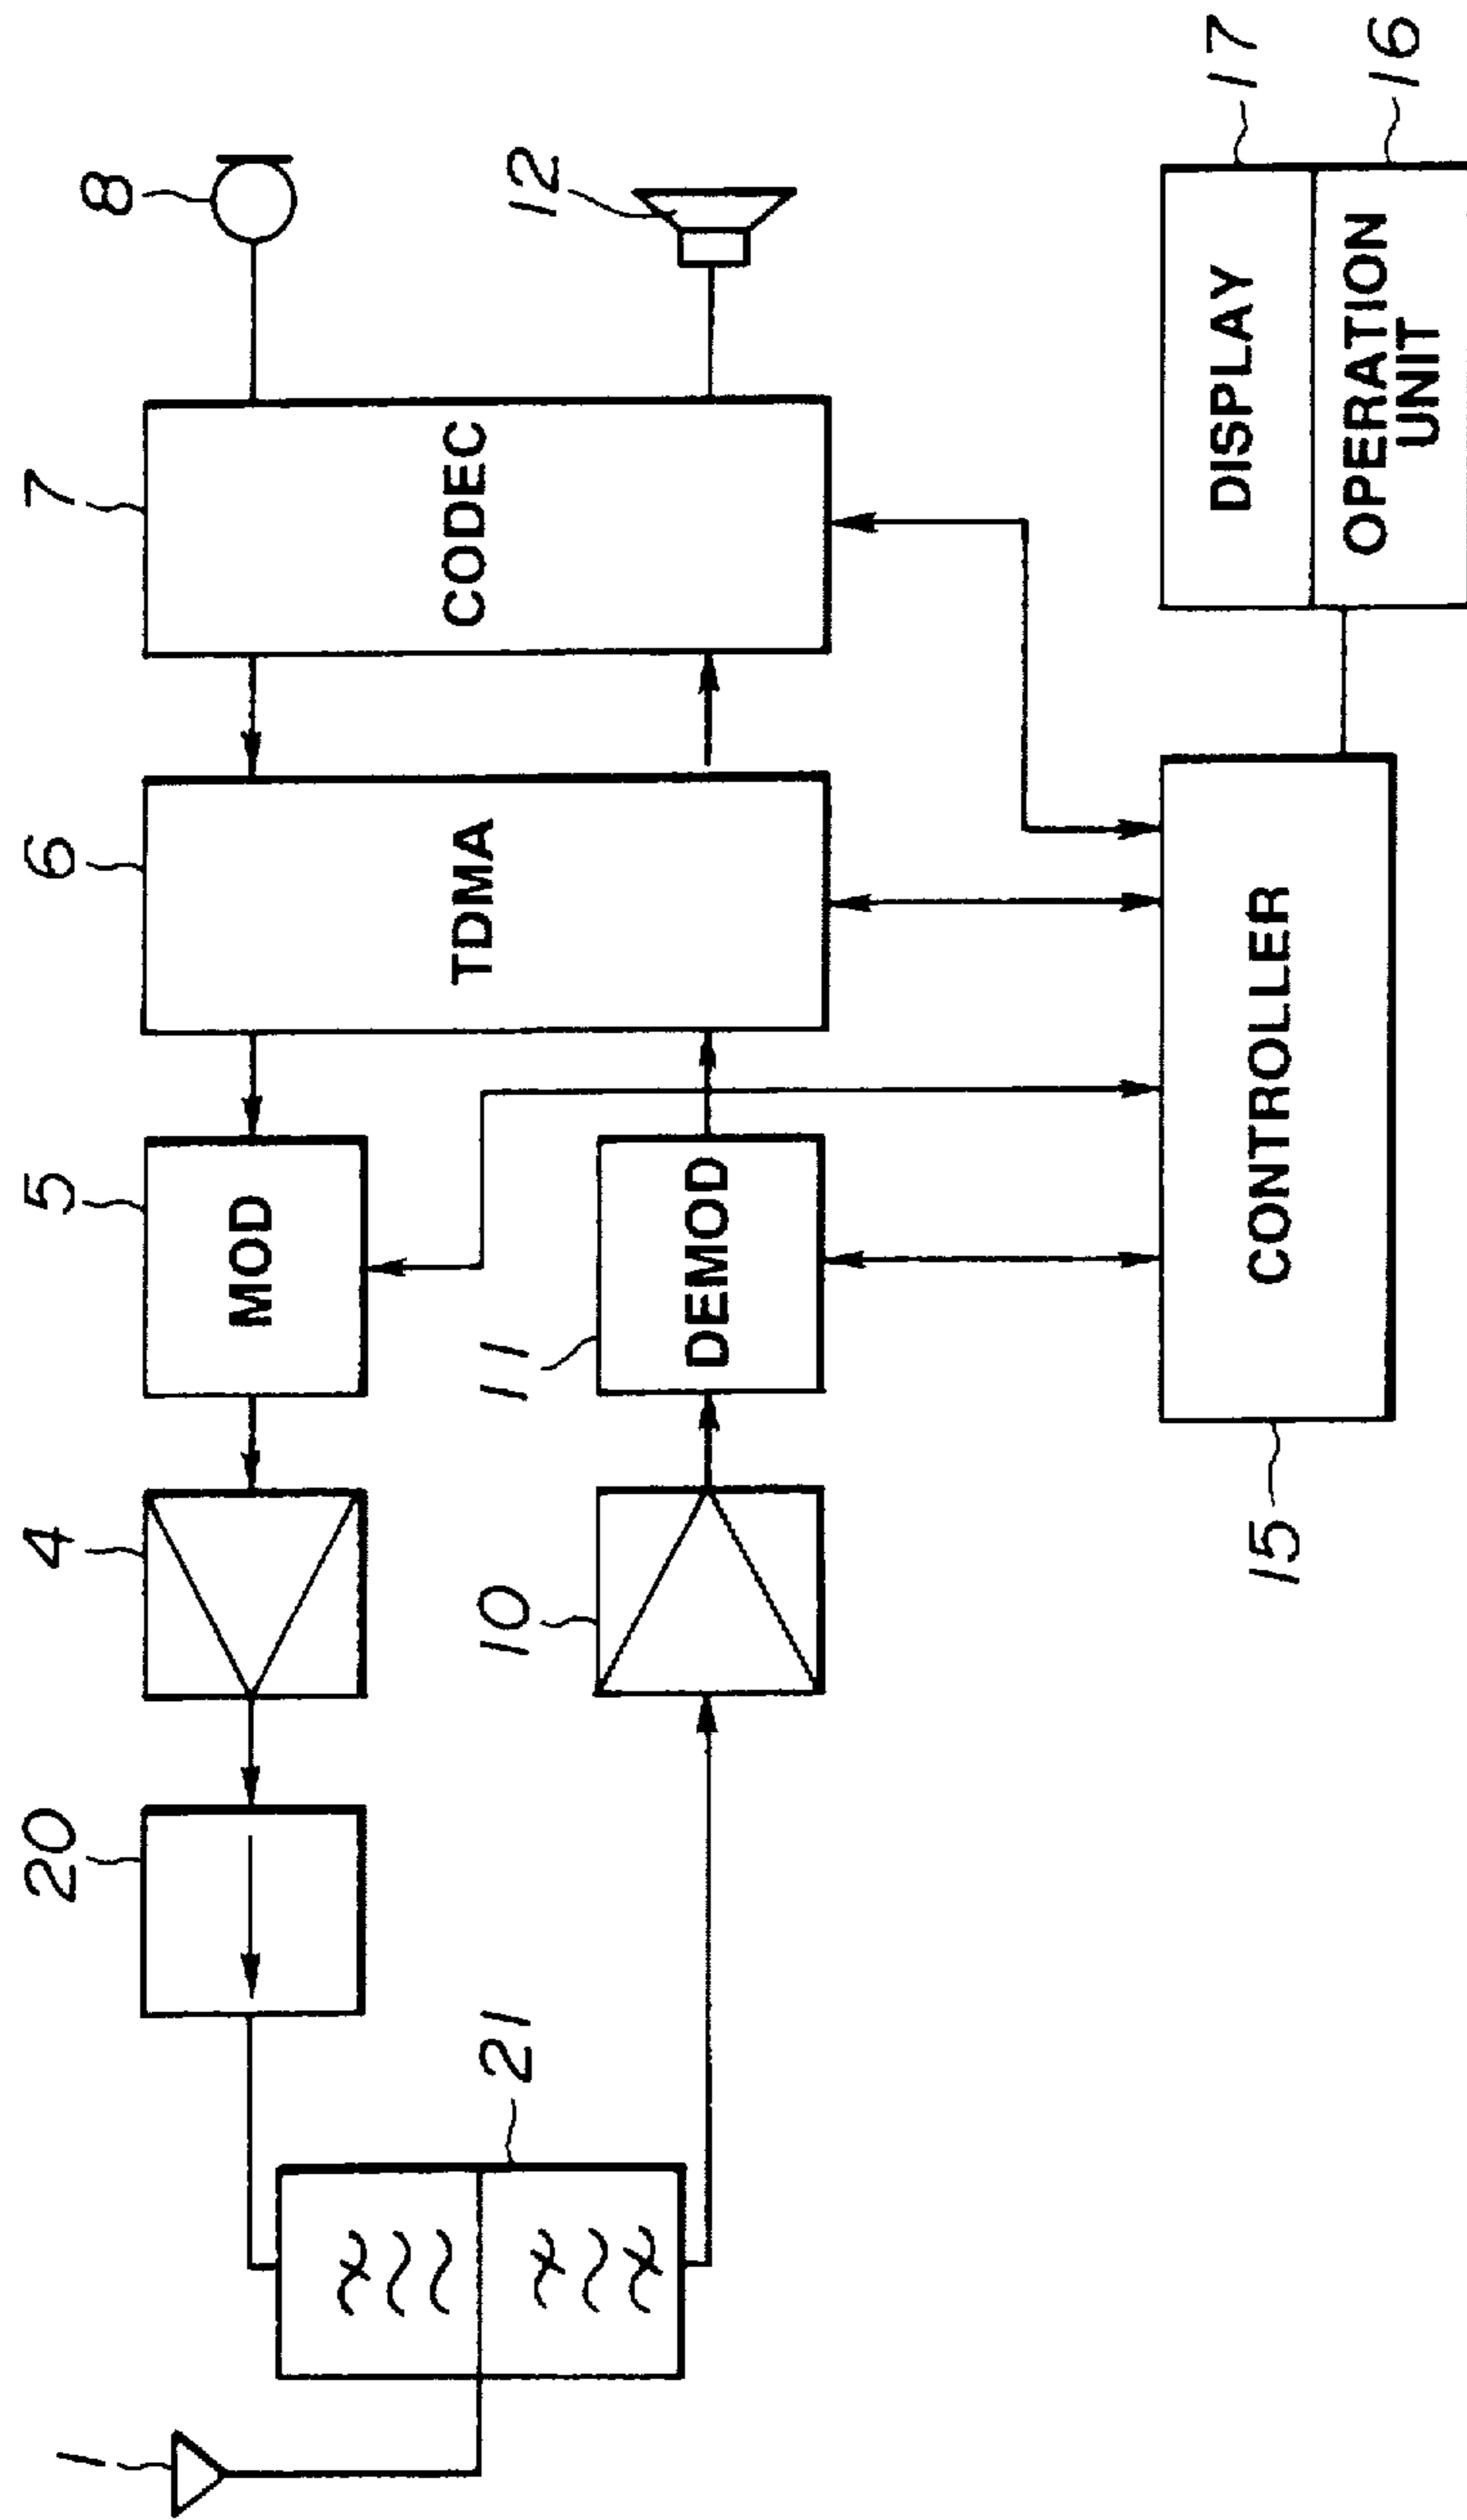 1
20
4
5
6
7
8
MOD
TDMA
CODEC
21
10
11
12
DEMOD
DISPLAY
17
15
CONTROLLER
OPERATION
UNIT
16